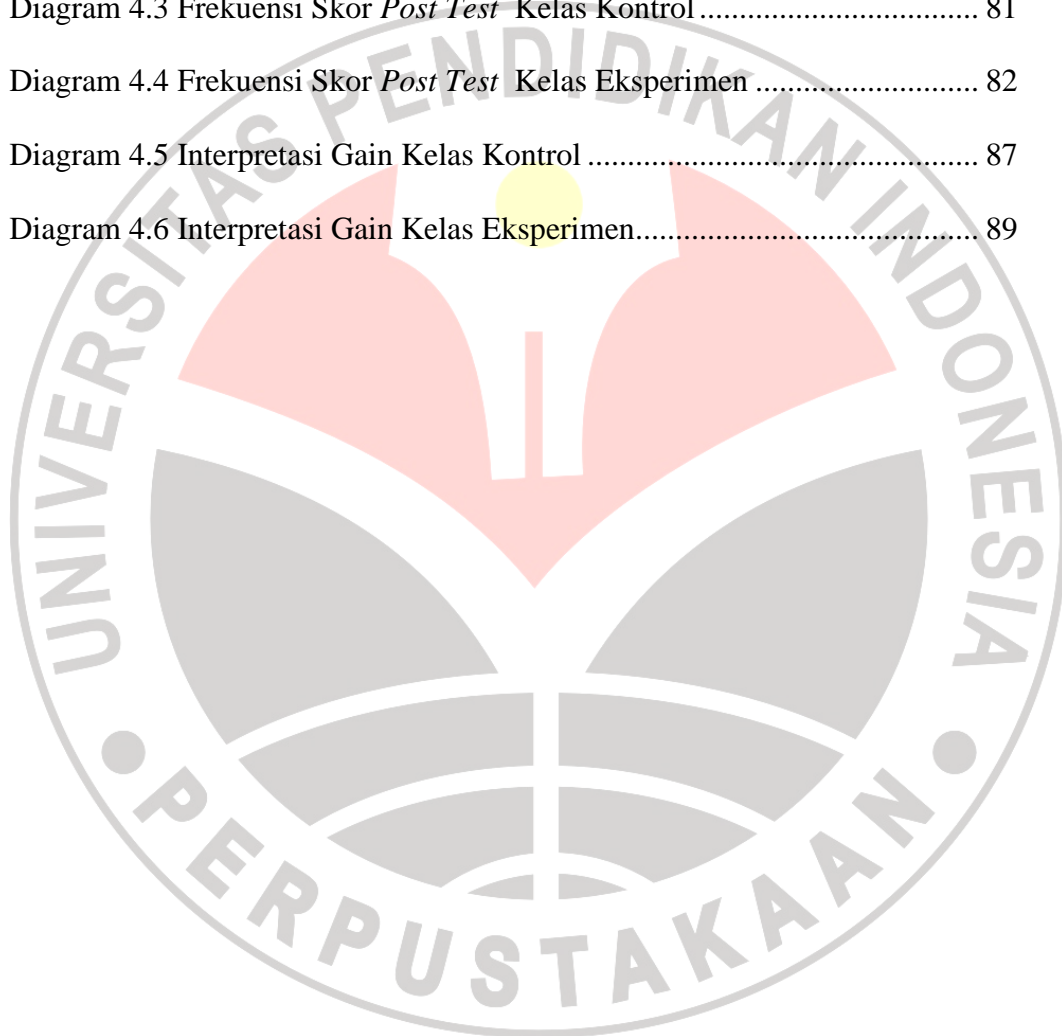 Diagram 4.3 Frekuensi Skor Post Test Kelas Kontrol ................................ 81
Diagram 4.4 Frekuensi Skor Post Test Kelas Eksperimen ......................... 82
Diagram 4.5 Interpretasi Gain Kelas Kontrol ............................................. 87
Diagram 4.6 Interpretasi Gain Kelas Eksperimen....................................... 89
UNIVERSITAS PENDIDIKAN INDONESIA
PERPUSTAKAAN